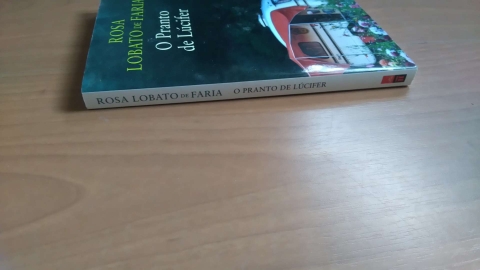 ROSA
LOBATO DE FARIA
O Pranto
de Lúcifer
ROSA LOBATO DE FARIA O PRANTO DE LÚCIFER